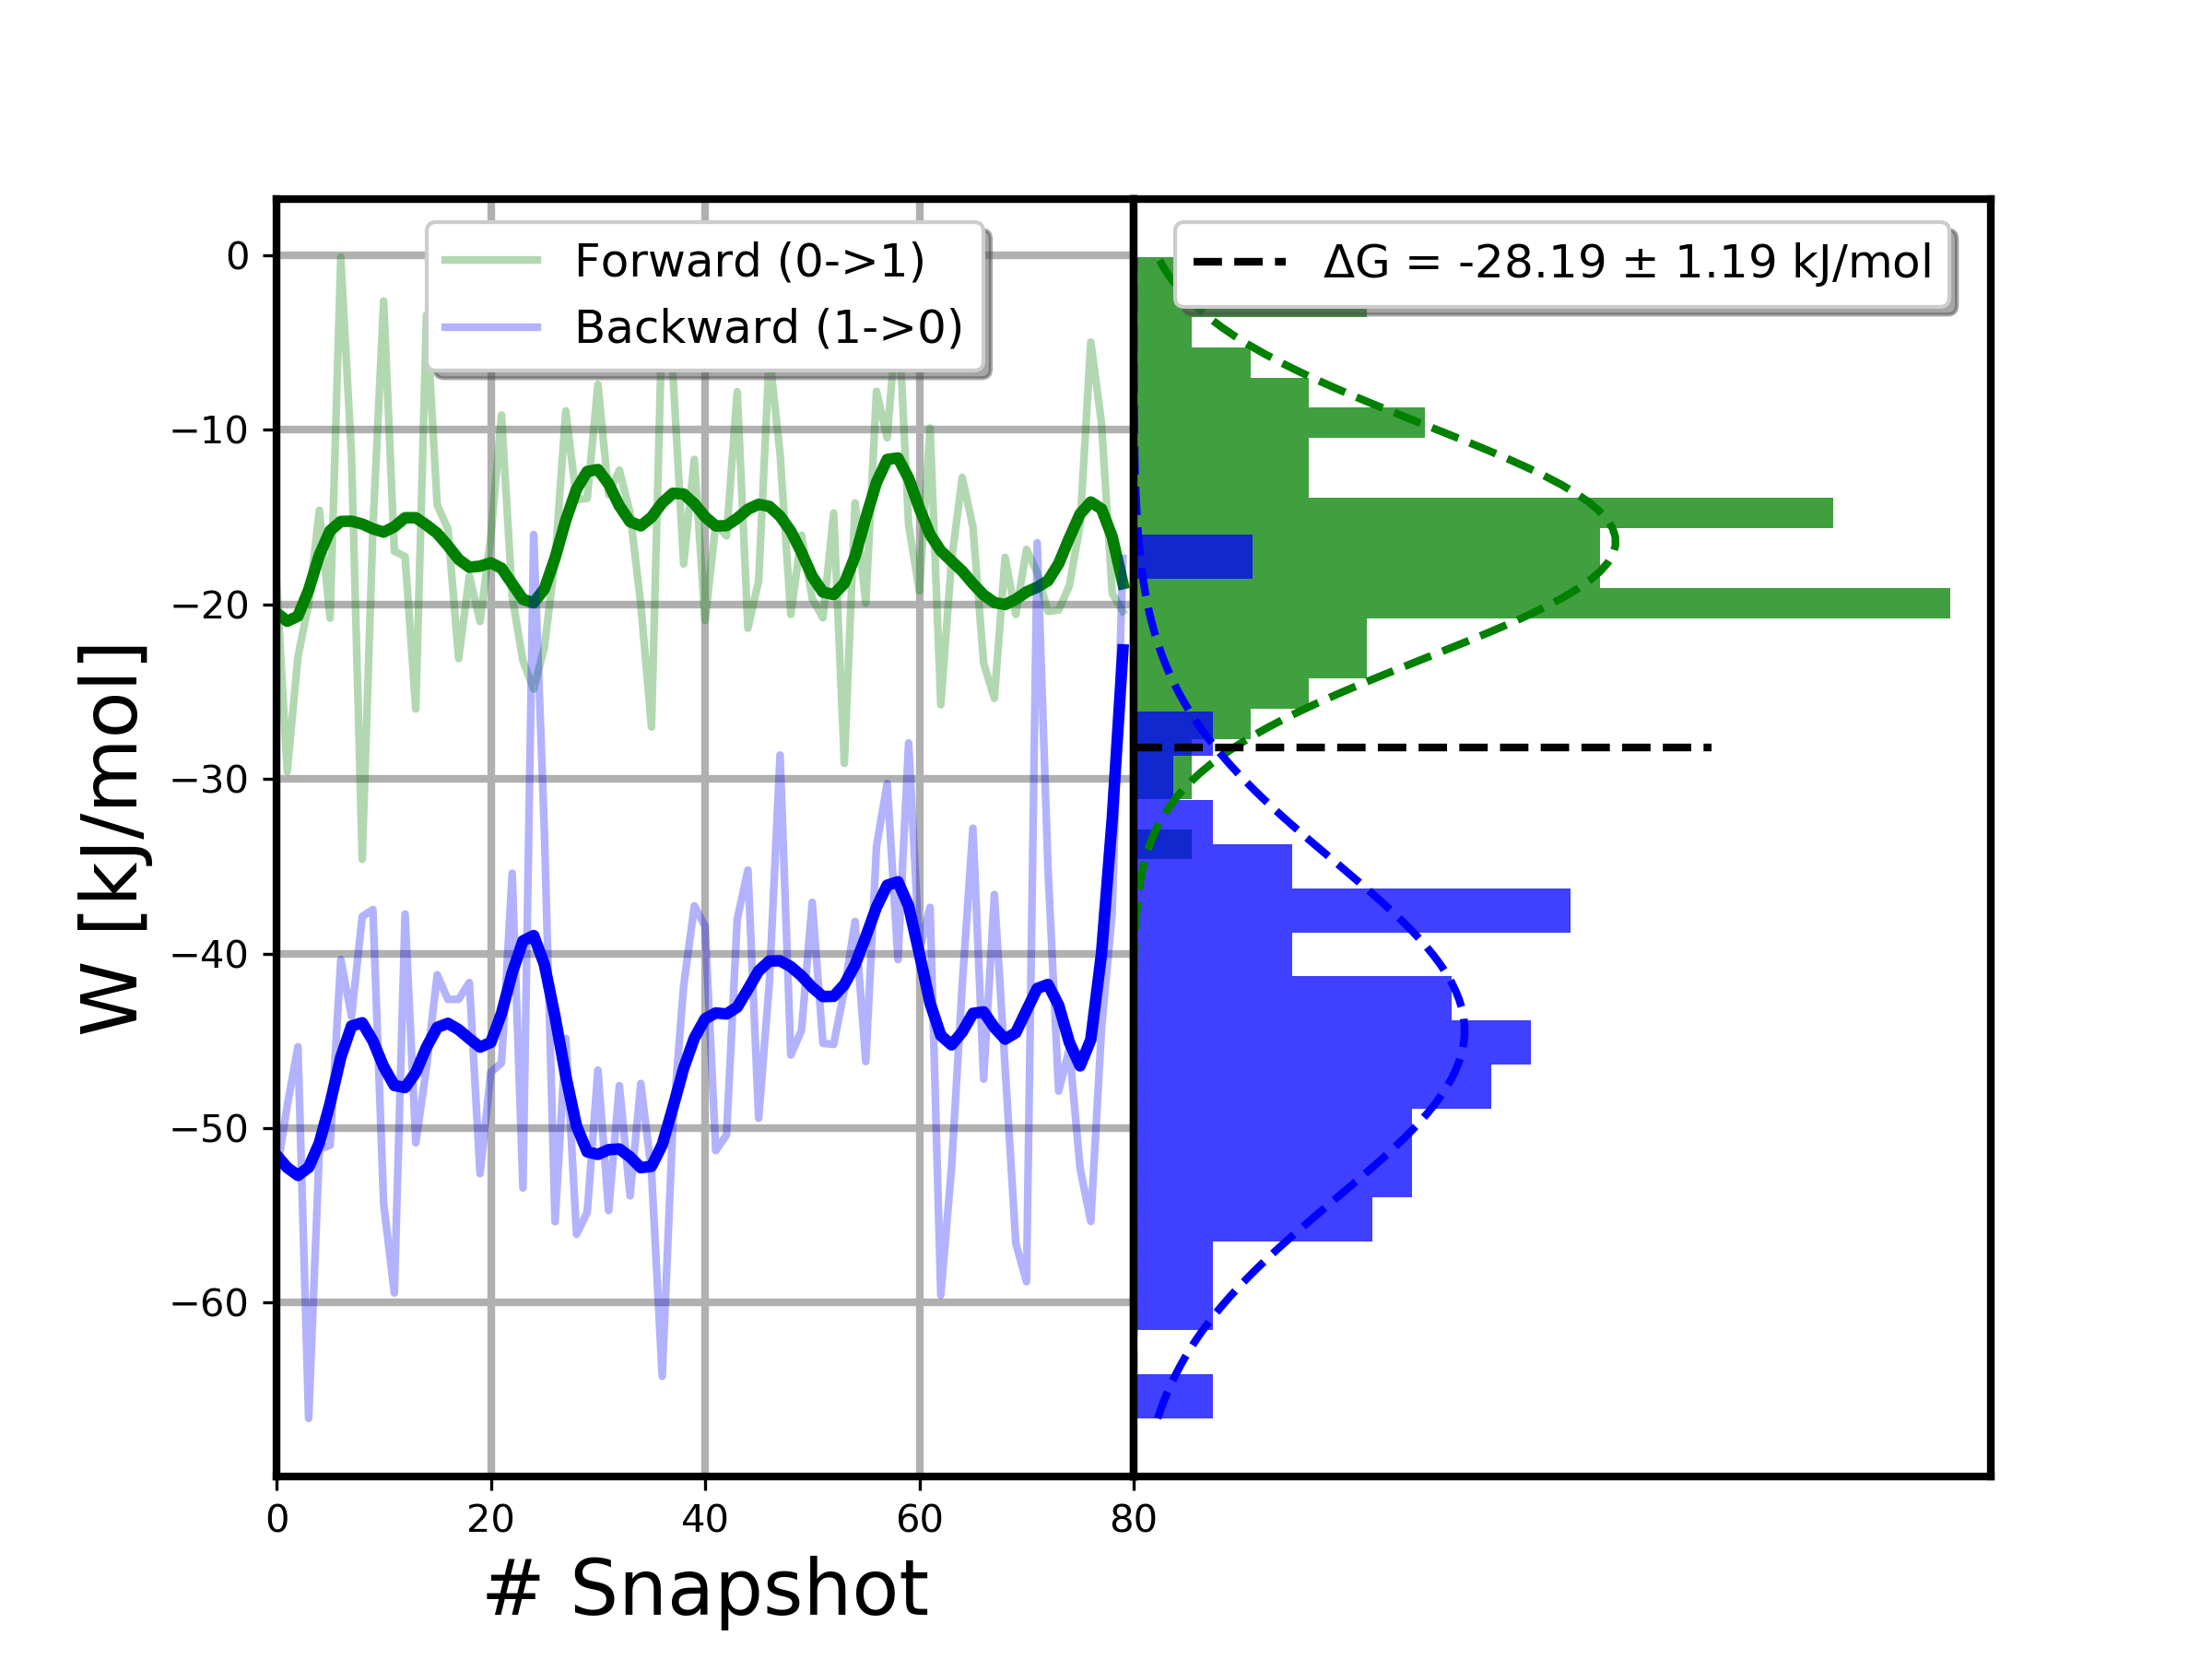 Forward (0->1)
Backward (1->0)
ΔG = -28.19 ± 1.19 kJ/mol
0
−10
−20
−30
−40
−50
−60
W [kJ/mol]
0 20 40 60 80
# Snapshot